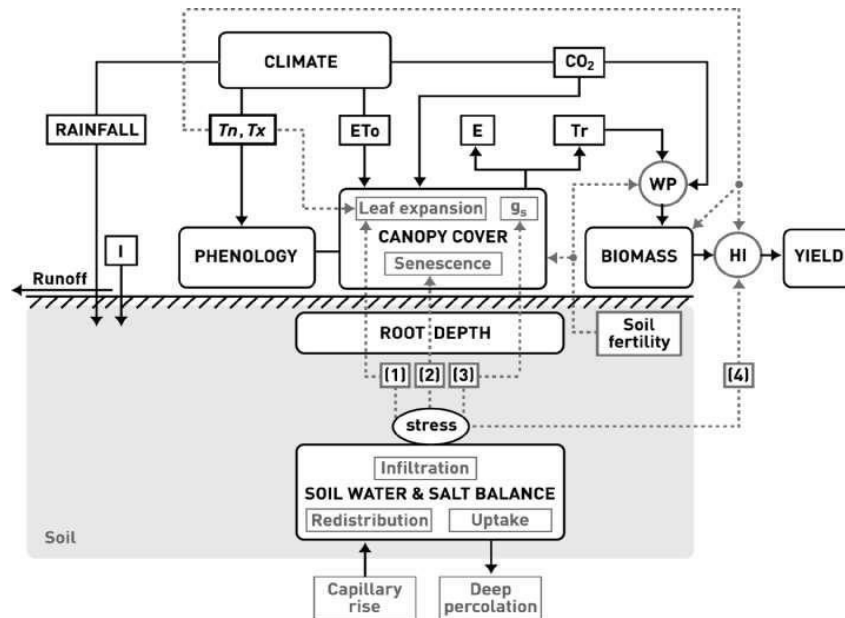 CLIMATE
CO₂
RAINFALL
Tn, Tx
ETo
E
Tr
WP
Leaf expansion
gs
CANOPY COVER
Senescence
PHENOLOGY
BIOMASS
HI
YIELD
I
Runoff
ROOT DEPTH
Soil
fertility
(1)
(2)
(3)
(4)
stress
Infiltration
SOIL WATER & SALT BALANCE
Redistribution
Uptake
Soil
Capillary
rise
Deep
percolation